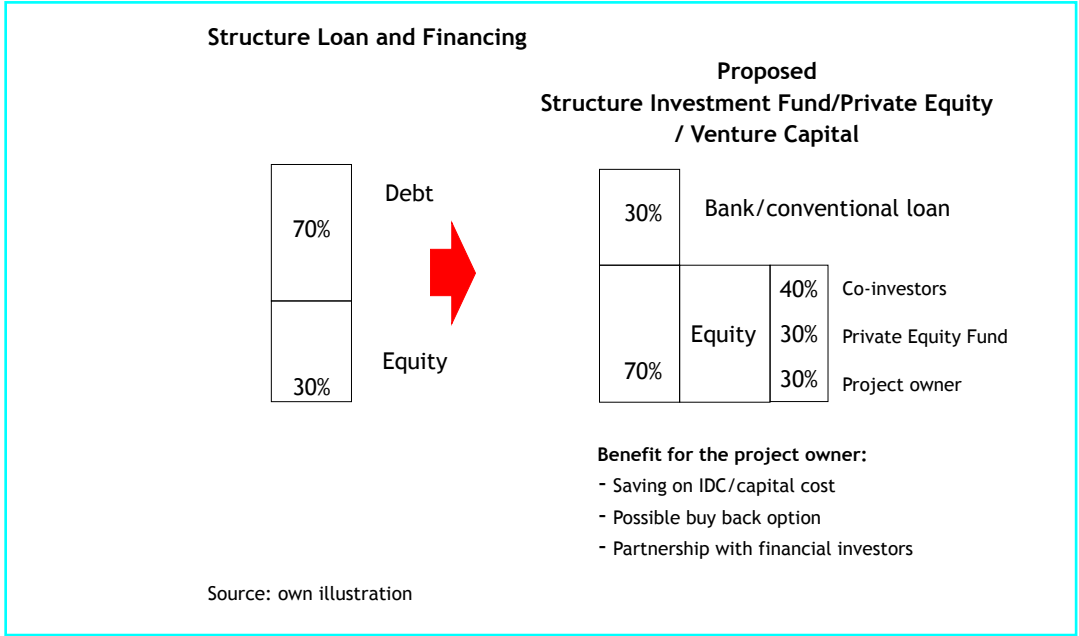 Structure Loan and Financing
Proposed
Structure Investment Fund/Private Equity
/ Venture Capital
70%
Debt
30%
Equity
30%
Bank/conventional loan
70%
Equity
40%
Co-investors
30%
Private Equity Fund
30%
Project owner
Benefit for the project owner:
- Saving on IDC/capital cost
- Possible buy back option
- Partnership with financial investors
Source: own illustration